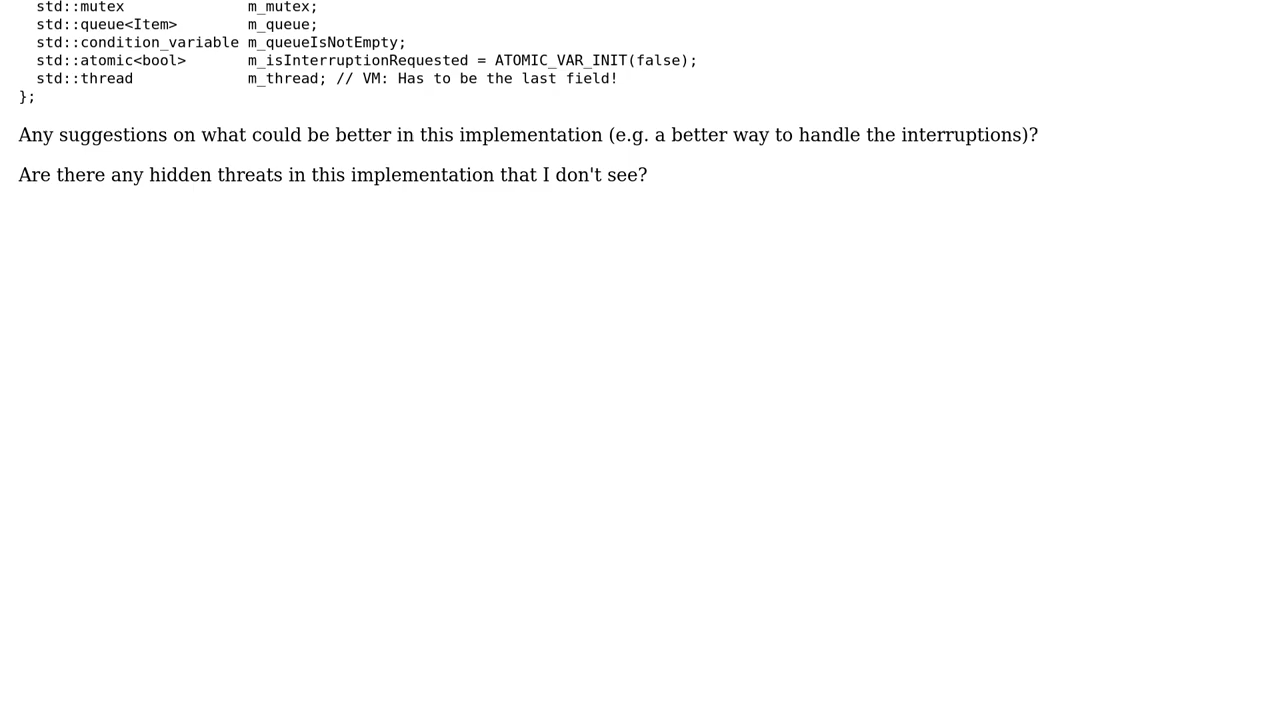 std::mutex              m_mutex;
std::queue<Item>        m_queue;
std::condition_variable m_queueIsNotEmpty;
std::atomic<bool>       m_isInterruptionRequested = ATOMIC_VAR_INIT(false);
std::thread             m_thread; // VM: Has to be the last field!
};
Any suggestions on what could be better in this implementation (e.g. a better way to handle the interruptions)?
Are there any hidden threats in this implementation that I don't see?